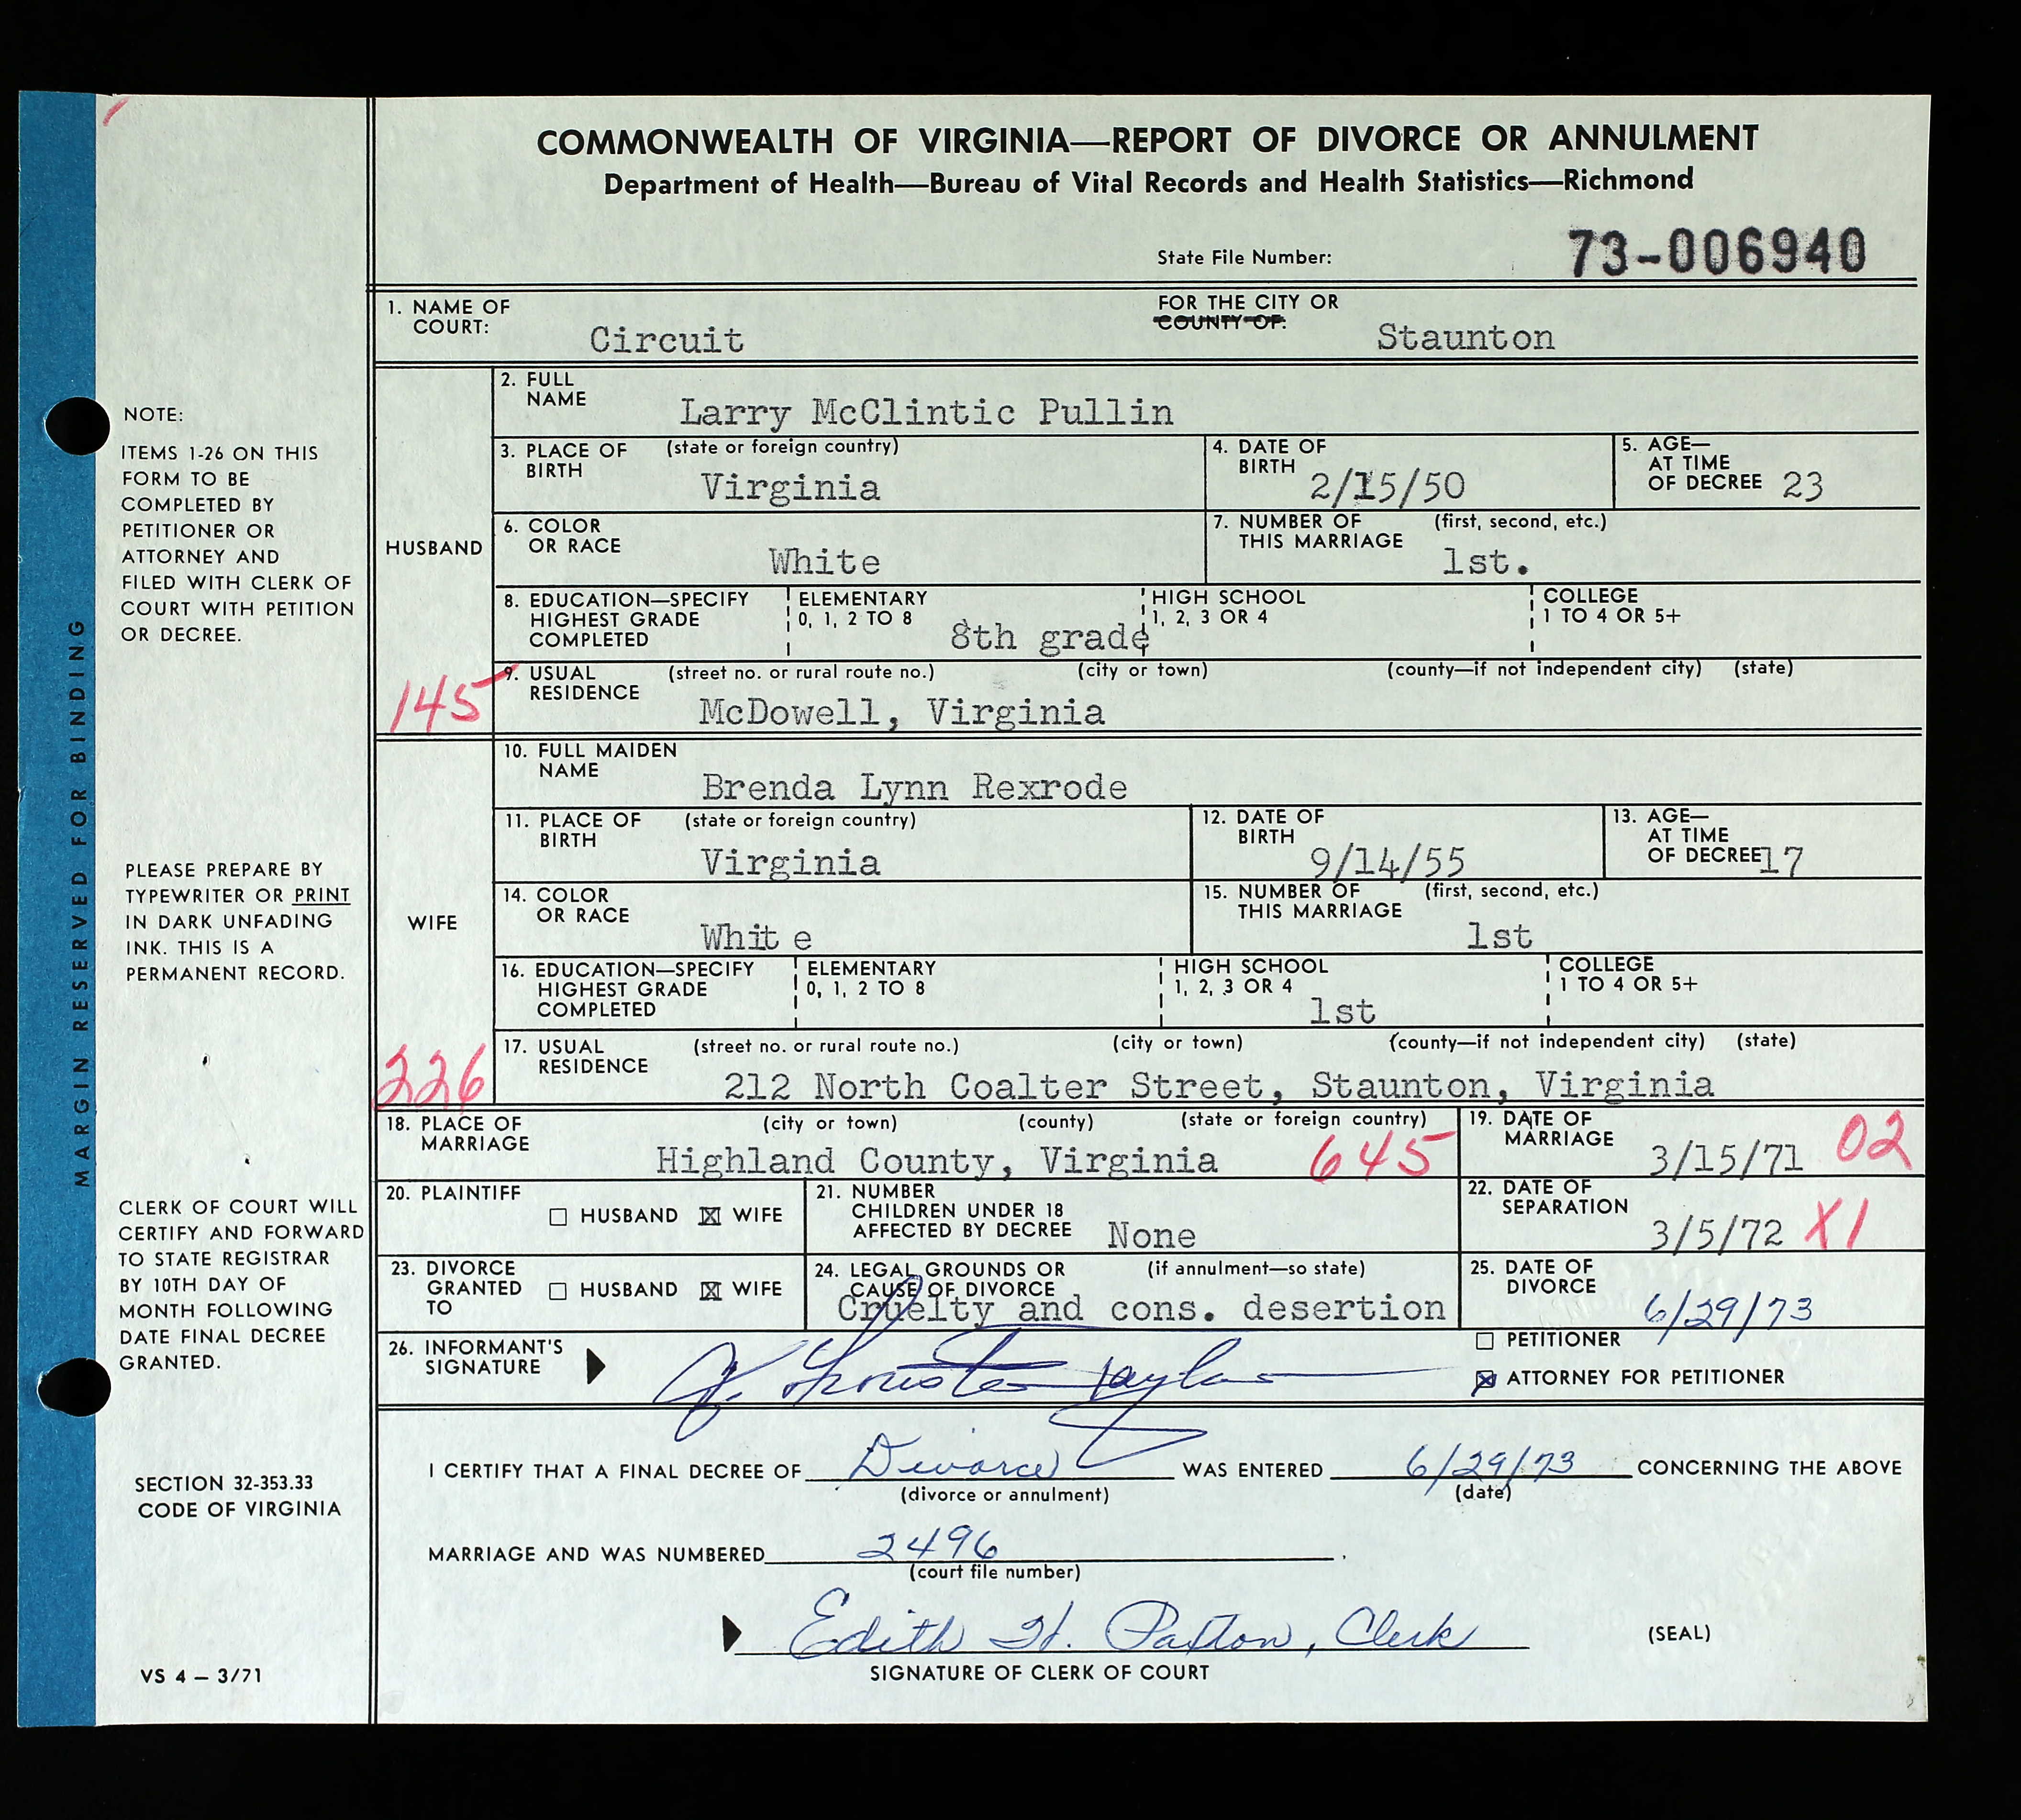 COMMONWEALTH OF VIRGINIA—REPORT OF DIVORCE OR ANNULMENT
Department of Health—Bureau of Vital Records and Health Statistics—Richmond
State File Number: 73-006940
1. NAME OF COURT: Circuit FOR THE CITY OR COUNTY OF: Staunton
HUSBAND
2. FULL NAME Larry McClintic Pullin
3. PLACE OF BIRTH (state or foreign country) Virginia
4. DATE OF BIRTH 2/15/50
5. AGE— AT TIME OF DECREE 23
6. COLOR OR RACE White
7. NUMBER OF THIS MARRIAGE (first, second, etc.) 1st.
8. EDUCATION—SPECIFY HIGHEST GRADE COMPLETED
ELEMENTARY 0, 1, 2 TO 8 8th grade
HIGH SCHOOL 1, 2, 3 OR 4
COLLEGE 1 TO 4 OR 5+
145
9. USUAL RESIDENCE (street no. or rural route no.) (city or town) (county—if not independent city) (state)
McDowell, Virginia
WIFE
10. FULL MAIDEN NAME Brenda Lynn Rexrode
11. PLACE OF BIRTH (state or foreign country) Virginia
12. DATE OF BIRTH 9/14/55
13. AGE— AT TIME OF DECREE 17
14. COLOR OR RACE White
15. NUMBER OF THIS MARRIAGE (first, second, etc.) 1st
16. EDUCATION—SPECIFY HIGHEST GRADE COMPLETED
ELEMENTARY 0, 1, 2 TO 8
HIGH SCHOOL 1, 2, 3 OR 4 1st
COLLEGE 1 TO 4 OR 5+
226
17. USUAL RESIDENCE (street no. or rural route no.) (city or town) (county—if not independent city) (state)
212 North Coalter Street, Staunton, Virginia
18. PLACE OF MARRIAGE (city or town) (county) (state or foreign country)
Highland County, Virginia 645
19. DATE OF MARRIAGE 3/15/71 02
20. PLAINTIFF ☐ HUSBAND ☒ WIFE
21. NUMBER CHILDREN UNDER 18 AFFECTED BY DECREE None
22. DATE OF SEPARATION 3/5/72 X1
23. DIVORCE GRANTED TO ☐ HUSBAND ☒ WIFE
24. LEGAL GROUNDS OR CAUSE OF DIVORCE (if annulment—so state)
Cruelty and cons. desertion
25. DATE OF DIVORCE 6/29/73
26. INFORMANT'S SIGNATURE Taylor
☐ PETITIONER
☒ ATTORNEY FOR PETITIONER
I CERTIFY THAT A FINAL DECREE OF Divorce WAS ENTERED 6/29/73 CONCERNING THE ABOVE
(divorce or annulment) (date)
MARRIAGE AND WAS NUMBERED 2496 .
(court file number)
Edith H. Paxton, Clerk (SEAL)
SIGNATURE OF CLERK OF COURT
MARGIN RESERVED FOR BINDING
NOTE:
ITEMS 1-26 ON THIS
FORM TO BE
COMPLETED BY
PETITIONER OR
ATTORNEY AND
FILED WITH CLERK OF
COURT WITH PETITION
OR DECREE.
PLEASE PREPARE BY
TYPEWRITER OR PRINT
IN DARK UNFADING
INK. THIS IS A
PERMANENT RECORD.
CLERK OF COURT WILL
CERTIFY AND FORWARD
TO STATE REGISTRAR
BY 10TH DAY OF
MONTH FOLLOWING
DATE FINAL DECREE
GRANTED.
SECTION 32-353.33
CODE OF VIRGINIA
VS 4 — 3/71